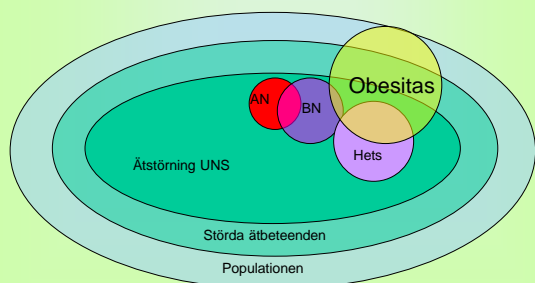 Obesitas
AN
BN
Hets
Ätstörning UNS
Störda ätbeteenden
Populationen